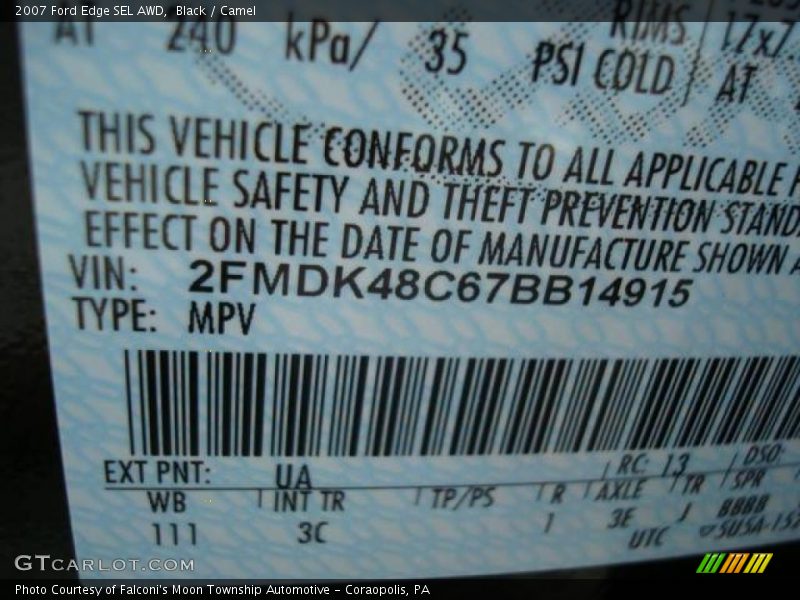 2007 Ford Edge SEL AWD, Black / Camel
RIMS
AT 240 kPa/ 35 PSI COLD AT
THIS VEHICLE CONFORMS TO ALL APPLICABLE
VEHICLE SAFETY AND THEFT PREVENTION STANDA
EFFECT ON THE DATE OF MANUFACTURE SHOWN
VIN: 2FMDK48C67BB14915
TYPE: MPV
EXT PNT: UA RC: 13 DSO:
WB INT TR TP/PS R AXLE TR SPR
111 3C 1 3E J 8888
UTC
GTCARLOT.COM
Photo Courtesy of Falconi's Moon Township Automotive - Coraopolis, PA